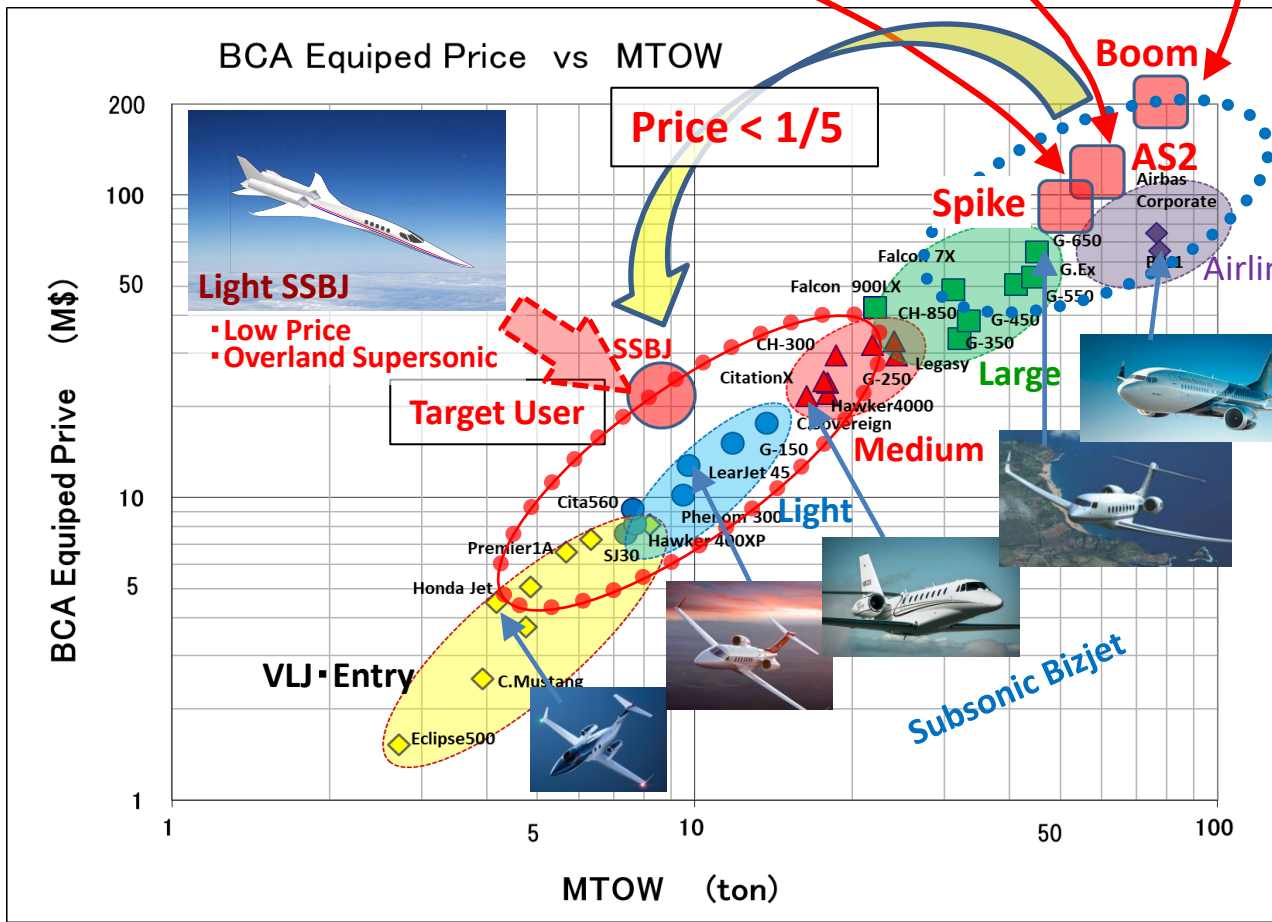 BCA Equiped Price vs MTOW
Boom
200
Price < 1/5
AS2
Airbas
Corporate
100
Spike
G-650
Falcon 7X
Airlin
50
G.Ex
Light SSBJ
Falcon 900LX
G-550
・Low Price
CH-850
G-450
・Overland Supersonic
SSBJ
CH-300
G-350
Legasy
Large
CitationX
G-250
Target User
Hawker4000
C.Sovereign
Medium
G-150
LearJet 45
10
Cita560
Phenom 300
Light
Hawker 400XP
Premier1A
SJ30
5
Honda Jet
VLJ・Entry
C.Mustang
Subsonic Bizjet
Eclipse500
1
BCA Equiped Prive (M$)
1
5
10
50
100
MTOW (ton)